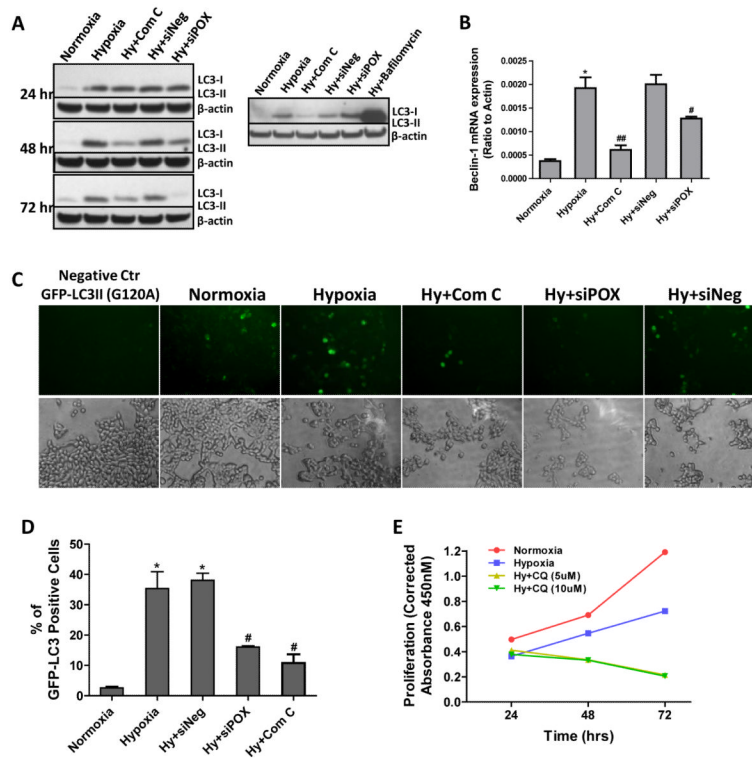 A
Normoxia
Hypoxia
Hy+Com C
Hy+siNeg
Hy+siPOX
24 hr
LC3-I
LC3-II
β-actin
48 hr
LC3-I
LC3-II
β-actin
72 hr
LC3-I
LC3-II
β-actin
Normoxia
Hypoxia
Hy+Com C
Hy+siNeg
Hy+siPOX
Hy+Bafilomycin
LC3-I
LC3-II
β-actin
B
Beclin-1 mRNA expression
(Ratio to Actin)
0.0025
0.0020
0.0015
0.0010
0.0005
0.0000
*
##
#
Normoxia
Hypoxia
Hy+Com C
Hy+siNeg
Hy+siPOX
C
Negative Ctr
GFP-LC3II (G120A)
Normoxia
Hypoxia
Hy+Com C
Hy+siPOX
Hy+siNeg
D
% of
GFP-LC3 Positive Cells
50
40
30
20
10
0
*
*
#
#
Normoxia
Hypoxia
Hy+siNeg
Hy+siPOX
Hy+Com C
E
Proliferation (Corrected
Absorbance 450nM)
1.2
1.0
0.8
0.6
0.4
0.2
0.0
Normoxia
Hypoxia
Hy+CQ (5uM)
Hy+CQ (10uM)
24
48
72
Time (hrs)